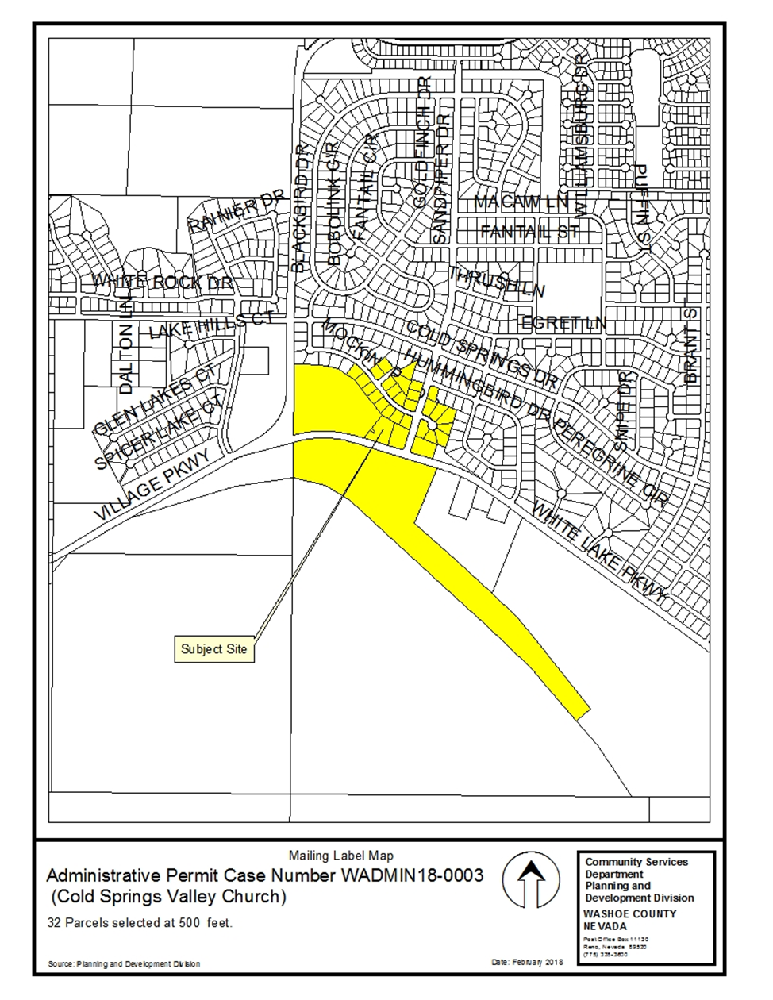 WILLIAMSBURG DR
GOLDFINCH DR
SANDPIPER DR
FANTAIL CIR
BOBOLINK CIR
BLACKBIRD DR
PUFFIN ST
RAINIER DR
MACAW LN
FANTAIL ST
THRUSH LN
WHITE ROCK DR
DALTON LN
LAKE HILLS CT
EGRET LN
BRANT ST
COLD SPRINGS DR
HUMMINGBIRD DR
GLEN LAKES CT
SPICER LAKE CT
SNIPE DR
PEREGRINE CIR
VILLAGE PKWY
WHITE LAKE PKWY
Subject Site
Mailing Label Map
Administrative Permit Case Number WADMIN18-0003
(Cold Springs Valley Church)
32 Parcels selected at 500 feet.
Source: Planning and Development Division
Date: February 2018
Community Services
Department
Planning and
Development Division
WASHOE COUNTY
NEVADA
Post Office Box 11130
Reno, Nevada 89520
(775) 328-3600